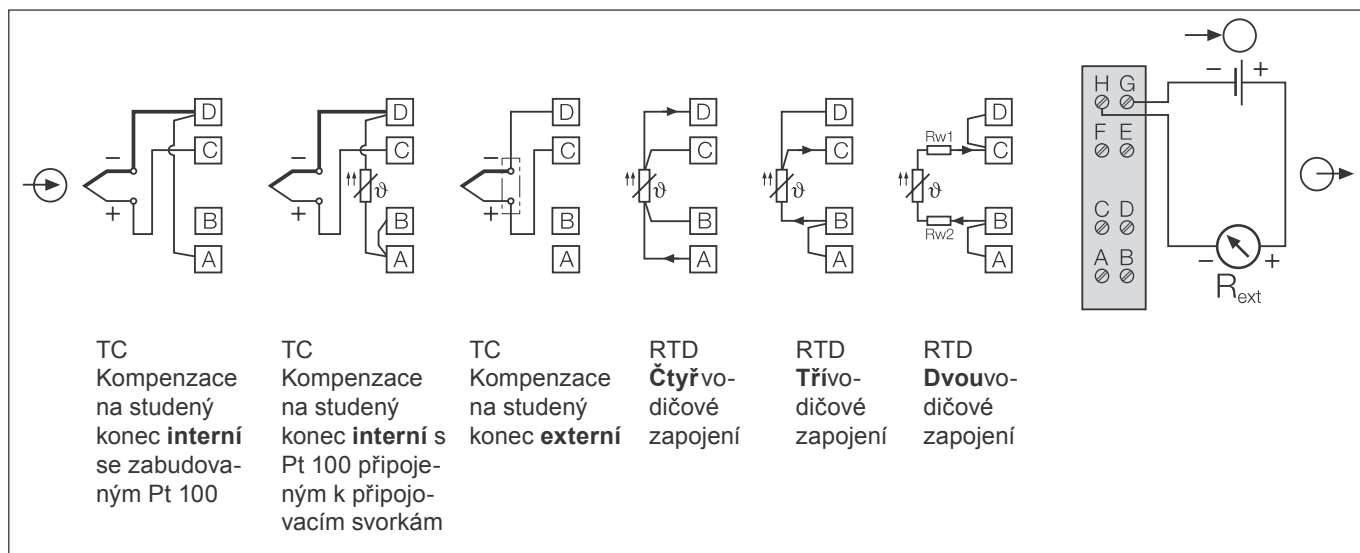 D
C
B
A
−
+
D
C
B
A
−
+
ϑ
D
C
B
A
−
+
D
C
B
A
ϑ
D
C
B
A
ϑ
D
C
B
A
Rw1
ϑ
Rw2
H G
F E
C D
A B
− +
− +
Rext
TC
Kompenzace
na studený
konec interní
se zabudova-
ným Pt 100
TC
Kompenzace
na studený
konec interní s
Pt 100 připoje-
ným k připojo-
vacím svorkám
TC
Kompenzace
na studený
konec externí
RTD
Čtyřvo-
dičové
zapojení
RTD
Třívo-
dičové
zapojení
RTD
Dvouvo-
dičové
zapojení